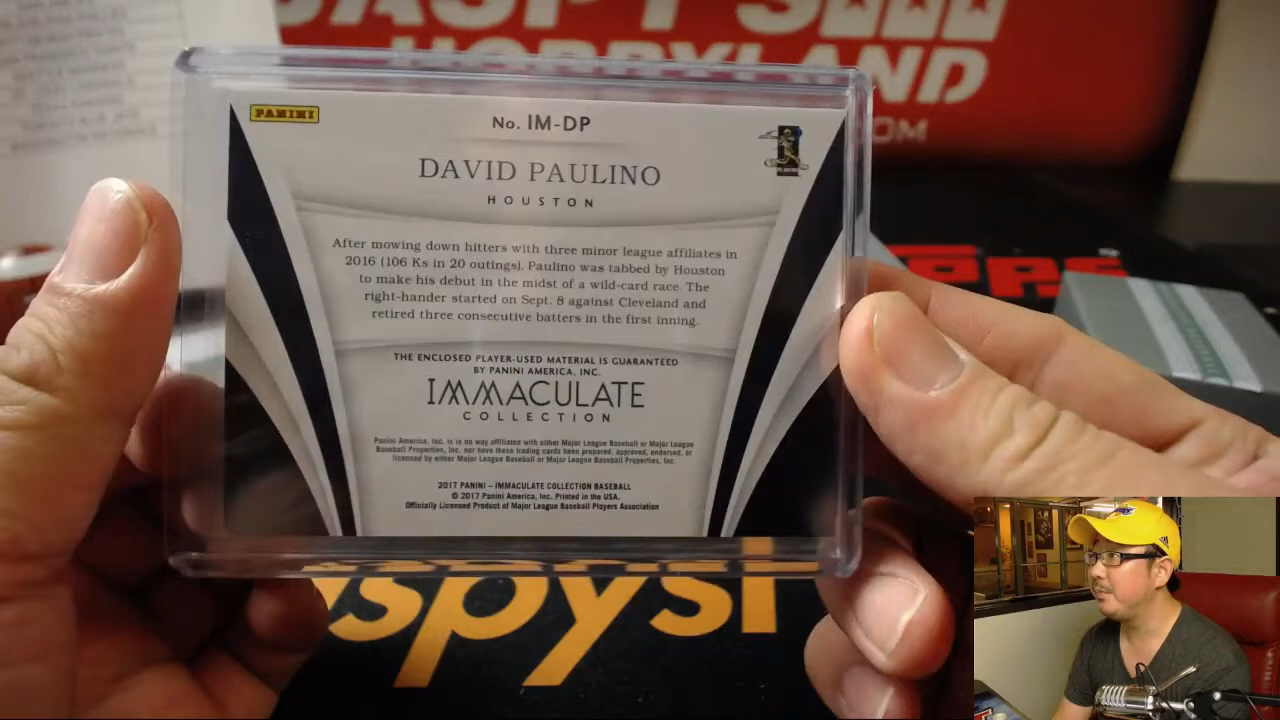 JASPY'S
HOBBYLAND
.COM
PANINI
No. IM-DP
DAVID PAULINO
HOUSTON
After mowing down hitters with three minor league affiliates in
2016 (106 Ks in 20 outings), Paulino was tabbed by Houston
to make his debut in the midst of a wild-card race. The
right-hander started on Sept. 8 against Cleveland and
retired three consecutive batters in the first inning.
THE ENCLOSED PLAYER-USED MATERIAL IS GUARANTEED
BY PANINI AMERICA, INC.
IMMACULATE
COLLECTION
Panini America, Inc. is in no way affiliated with either Major League Baseball or Major League
Baseball Properties, Inc. nor have these trading cards been prepared, approved, endorsed, or
licensed by either Major League Baseball or Major League Baseball Properties, Inc.
2017 PANINI – IMMACULATE COLLECTION BASEBALL
© 2017 Panini America, Inc. Printed in the USA.
Officially Licensed Product of Major League Baseball Players Association
TOPPS
jaspysh